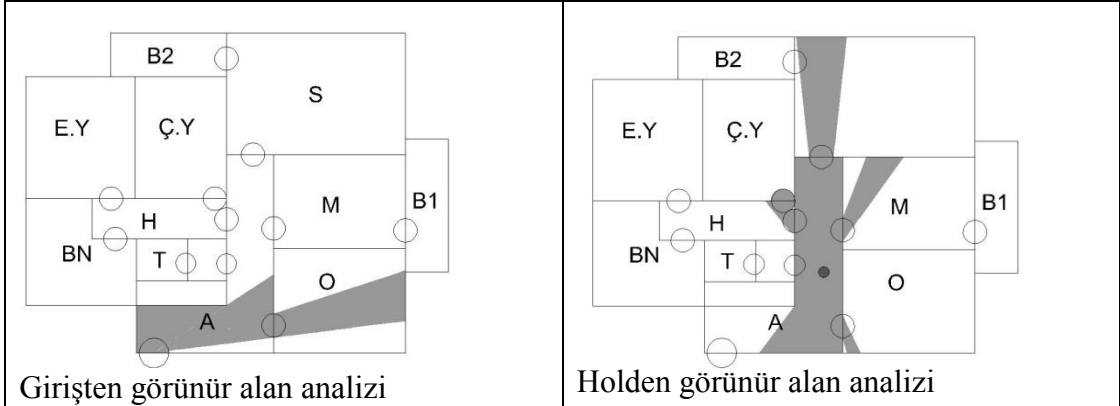 B2
S
E.Y
Ç.Y
M
B1
H
BN
T
O
A
Girişten görünür alan analizi
B2
E.Y
Ç.Y
M
B1
H
BN
T
O
A
Holden görünür alan analizi